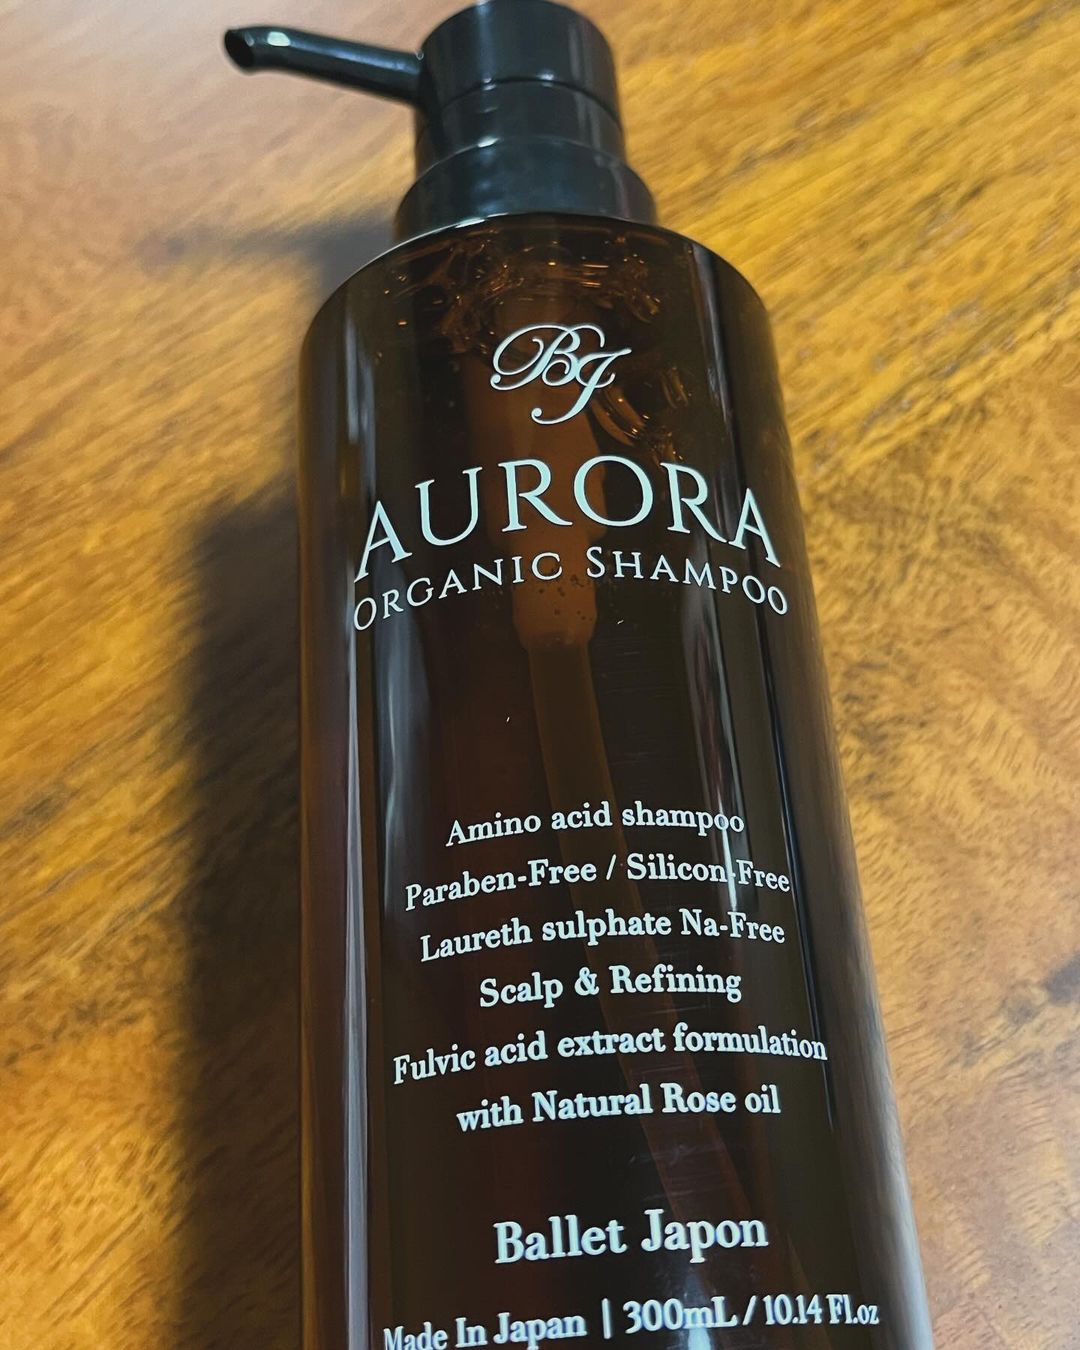 BJ
AURORA
ORGANIC SHAMPOO
Amino acid shampoo
Paraben-Free / Silicon-Free
Laureth sulphate Na-Free
Scalp & Refining
Fulvic acid extract formulation
with Natural Rose oil
Ballet Japon
Made In Japan | 300mL / 10.14 Fl.oz